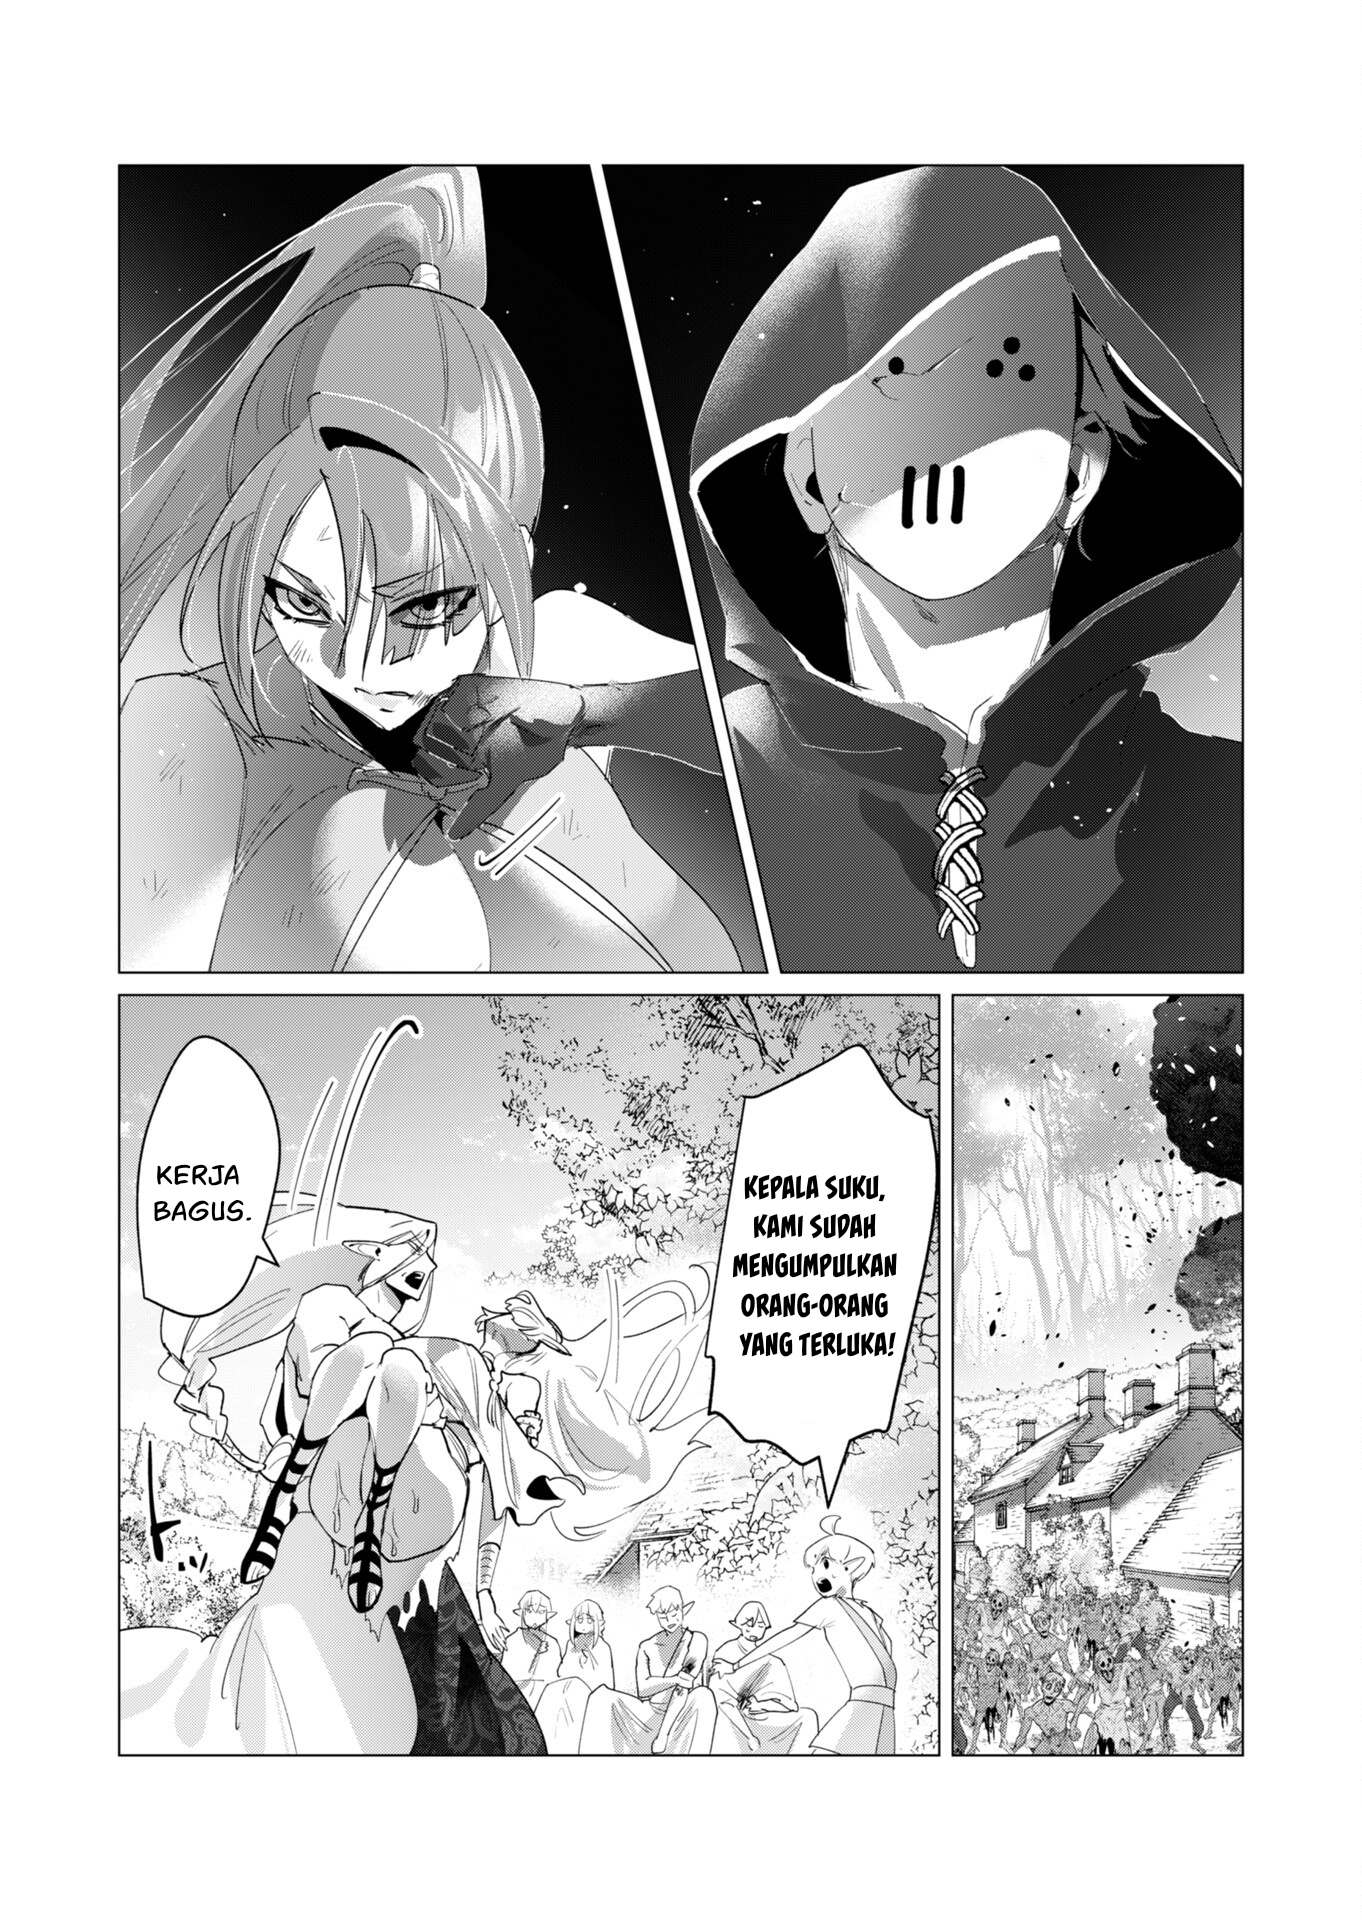 KEPALA SUKU,
KAMI SUDAH
MENGUMPULKAN
ORANG-ORANG
YANG TERLUKA!
KERJA
BAGUS.